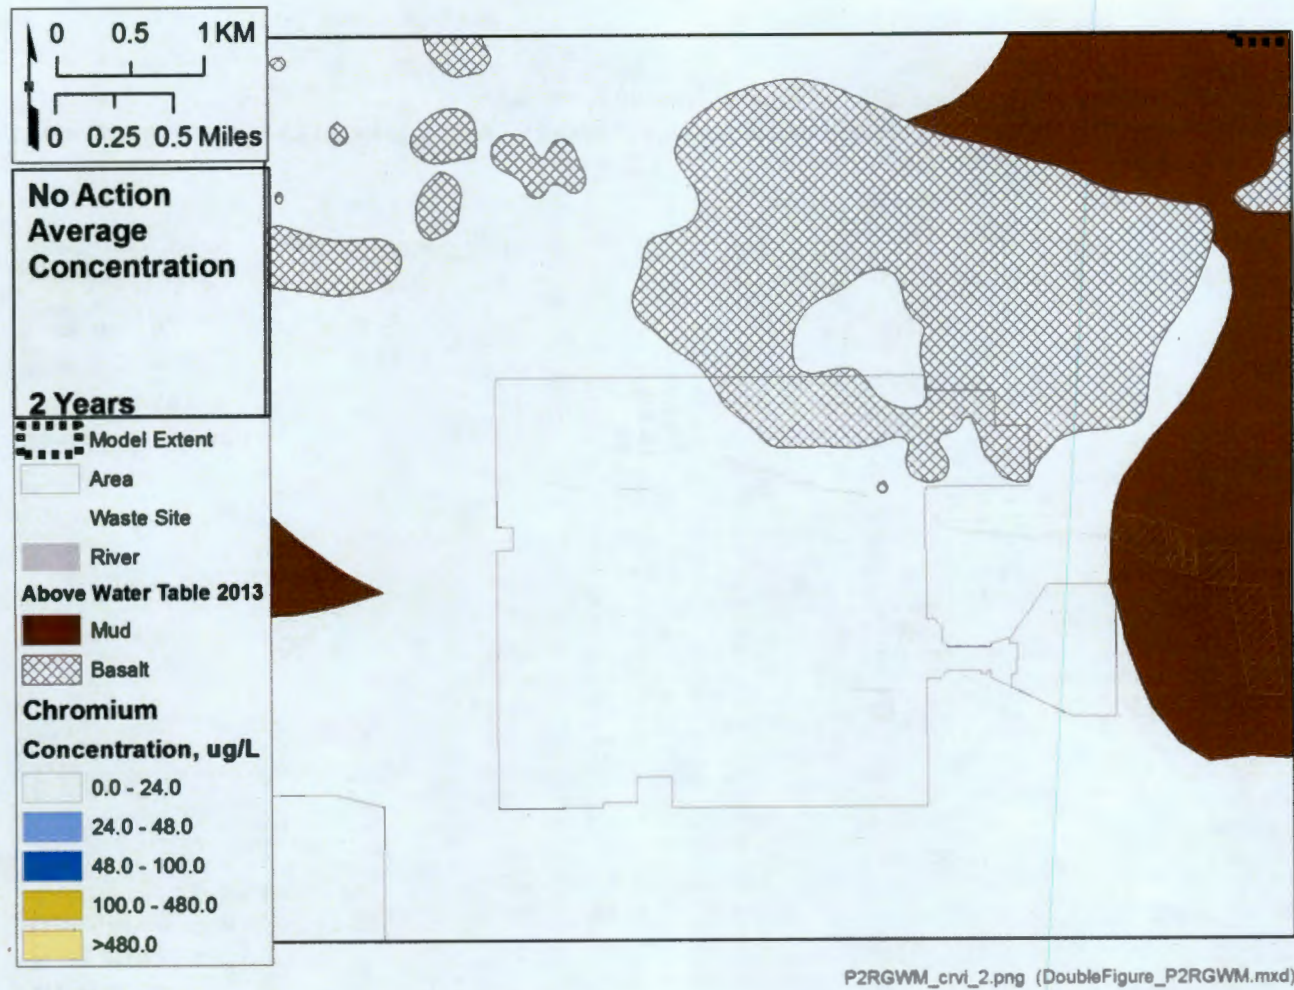 0 0.5 1 KM
0 0.25 0.5 Miles
No Action
Average
Concentration
2 Years
Model Extent
Area
Waste Site
River
Above Water Table 2013
Mud
Basalt
Chromium
Concentration, ug/L
0.0 - 24.0
24.0 - 48.0
48.0 - 100.0
100.0 - 480.0
>480.0
P2RGWM_crvi_2.png (DoubleFigure_P2RGWM.mxd)